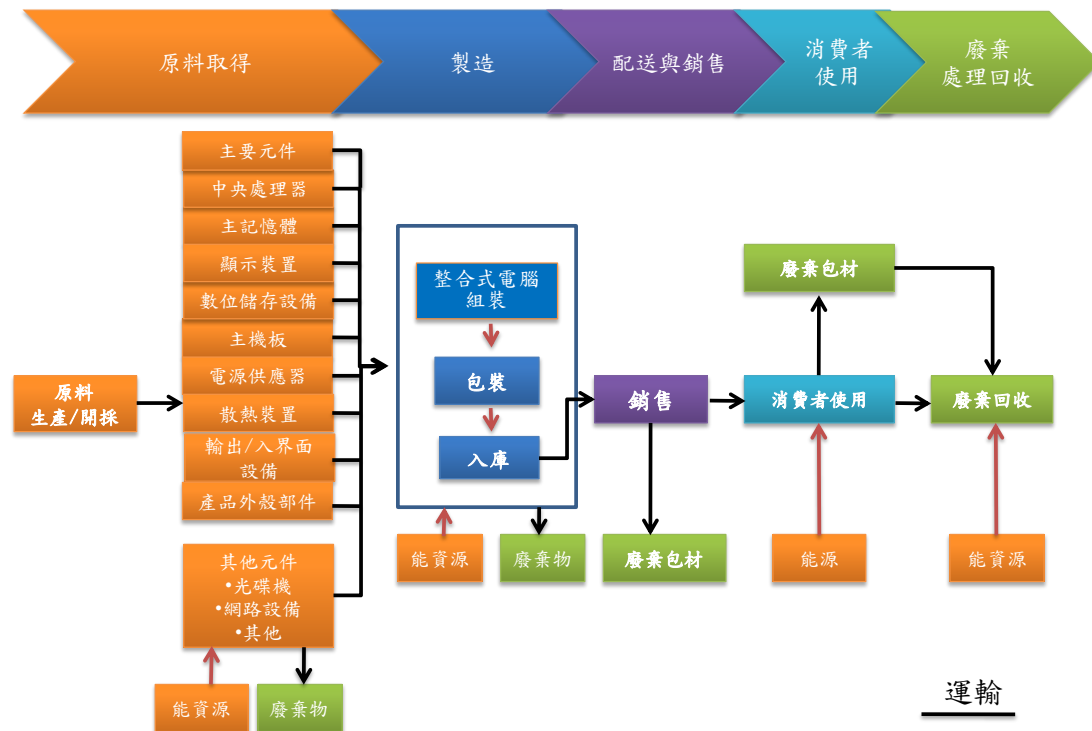 原料取得
製造
配送與銷售
消費者
使用
廢棄
處理回收
主要元件
中央處理器
主記憶體
顯示裝置
數位儲存設備
主機板
電源供應器
散熱裝置
輸出/入界面
設備
產品外殼部件
其他元件
•光碟機
•網路設備
•其他
原料
生產/開採
能資源
廢棄物
整合式電腦
組裝
包裝
入庫
能資源
廢棄物
銷售
廢棄包材
消費者使用
廢棄包材
能源
廢棄回收
能資源
運輸